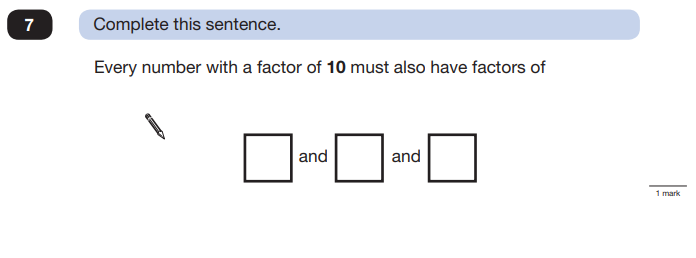 7 Complete this sentence.
Every number with a factor of 10 must also have factors of
and and
1 mark